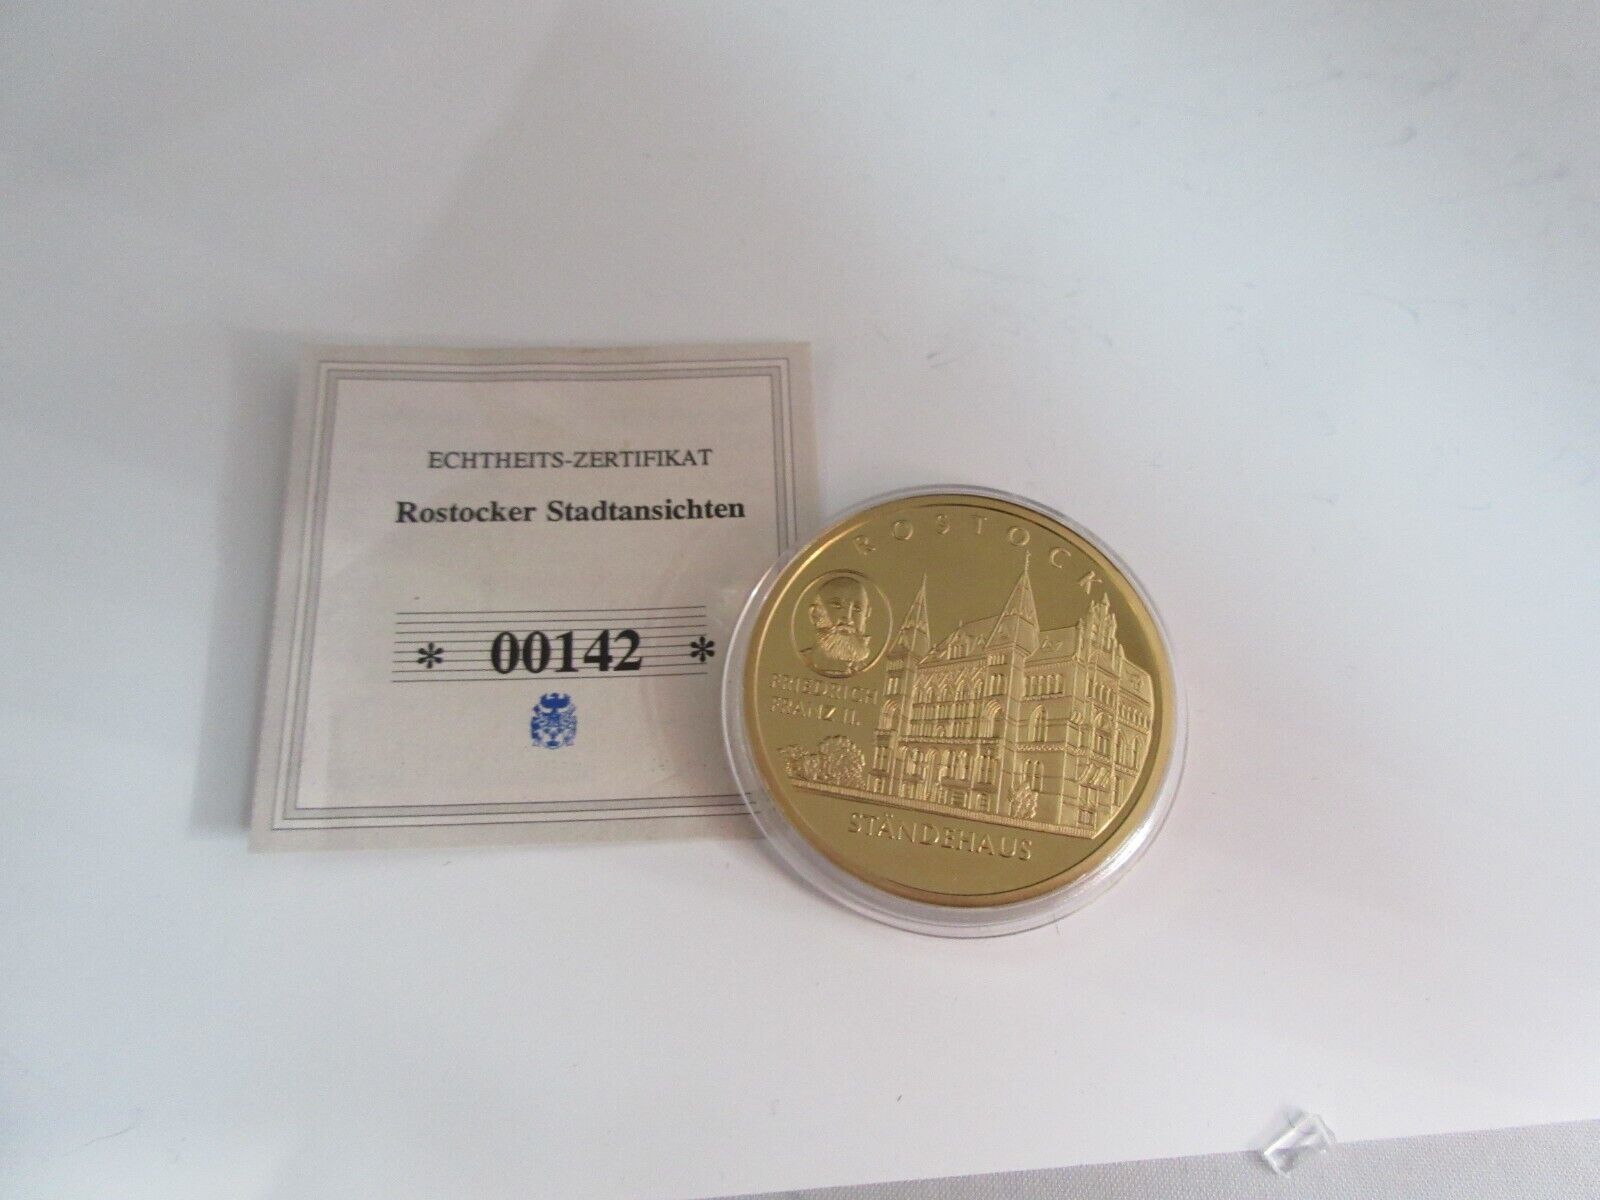 ECHTHEITS-ZERTIFIKAT
Rostocker Stadtansichten
* 00142 *
ROSTOCK
FRIEDRICH
FRANZ II.
STÄNDEHAUS